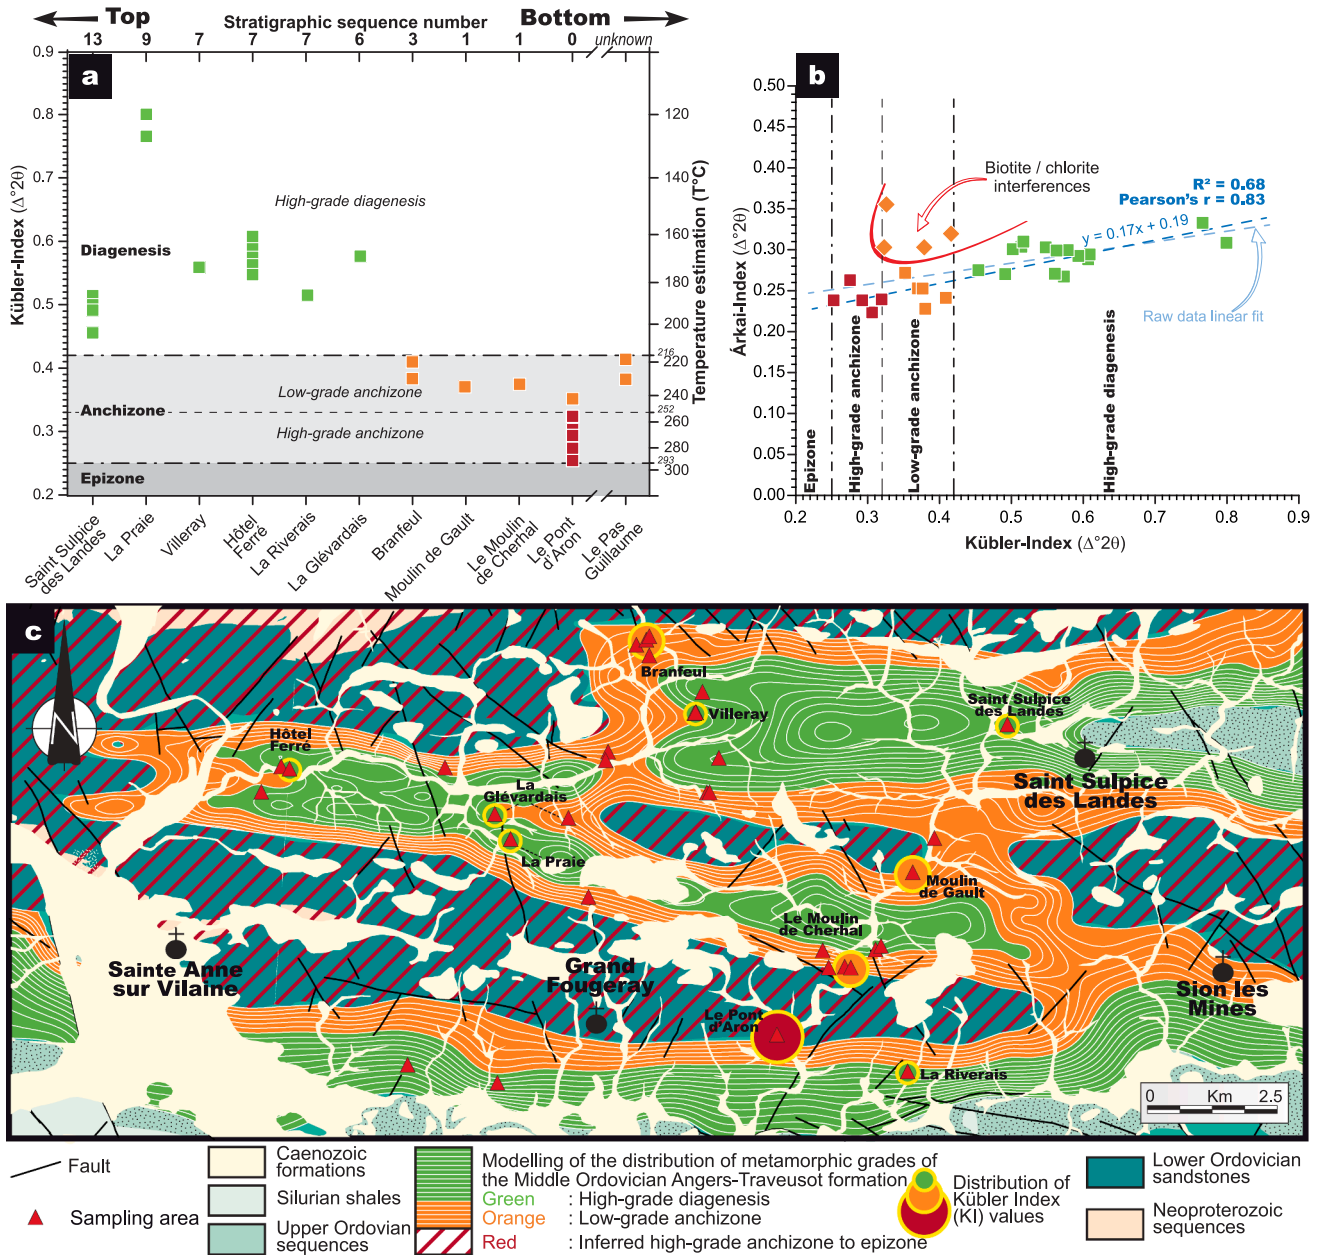 Top
Stratigraphic sequence number
Bottom
13 9 7 7 7 6 3 1 1 0 unknown
a
0.9
0.8
0.7
0.6
0.5
0.4
0.3
0.2
Kübler-Index (Δ°2θ)
High-grade diagenesis
Diagenesis
Low-grade anchizone
Anchizone
High-grade anchizone
Epizone
120
140
160
180
200
216
220
240
252
260
280
293
300
Temperature estimation (T°C)
Saint Sulpice
des Landes
La Praie
Villeray
Hôtel
Ferré
La Riverais
La Glévardais
Branfeul
Moulin de Gault
Le Moulin
de Cherhal
Le Pont
d'Aron
Le Pas
Guillaume
b
0.50
0.45
0.40
0.35
0.30
0.25
0.20
0.15
0.10
0.05
0.00
Árkai-Index (Δ°2θ)
Biotite / chlorite
interferences
R² = 0.68
Pearson's r = 0.83
y = 0.17x + 0.19
Raw data linear fit
Epizone
High-grade anchizone
Low-grade anchizone
High-grade diagenesis
0.2 0.3 0.4 0.5 0.6 0.7 0.8 0.9
Kübler-Index (Δ°2θ)
c
N
Branfeul
Villeray
Saint Sulpice
des Landes
Hôtel
Ferré
La
Glévardais
Saint Sulpice
des Landes
La Praie
Moulin
de Gault
Le Moulin
de Cherhal
Sainte Anne
sur Vilaine
Grand
Fougeray
Sion les
Mines
Le Pont
d'Aron
La Riverais
0 Km 2.5
Fault
Sampling area
Caenozoic
formations
Silurian shales
Upper Ordovian
sequences
Modelling of the distribution of metamorphic grades of
the Middle Ordovician Angers-Traveusot formation
Green : High-grade diagenesis
Orange : Low-grade anchizone
Red : Inferred high-grade anchizone to epizone
Distribution of
Kübler Index
(KI) values
Lower Ordovician
sandstones
Neoproterozoic
sequences